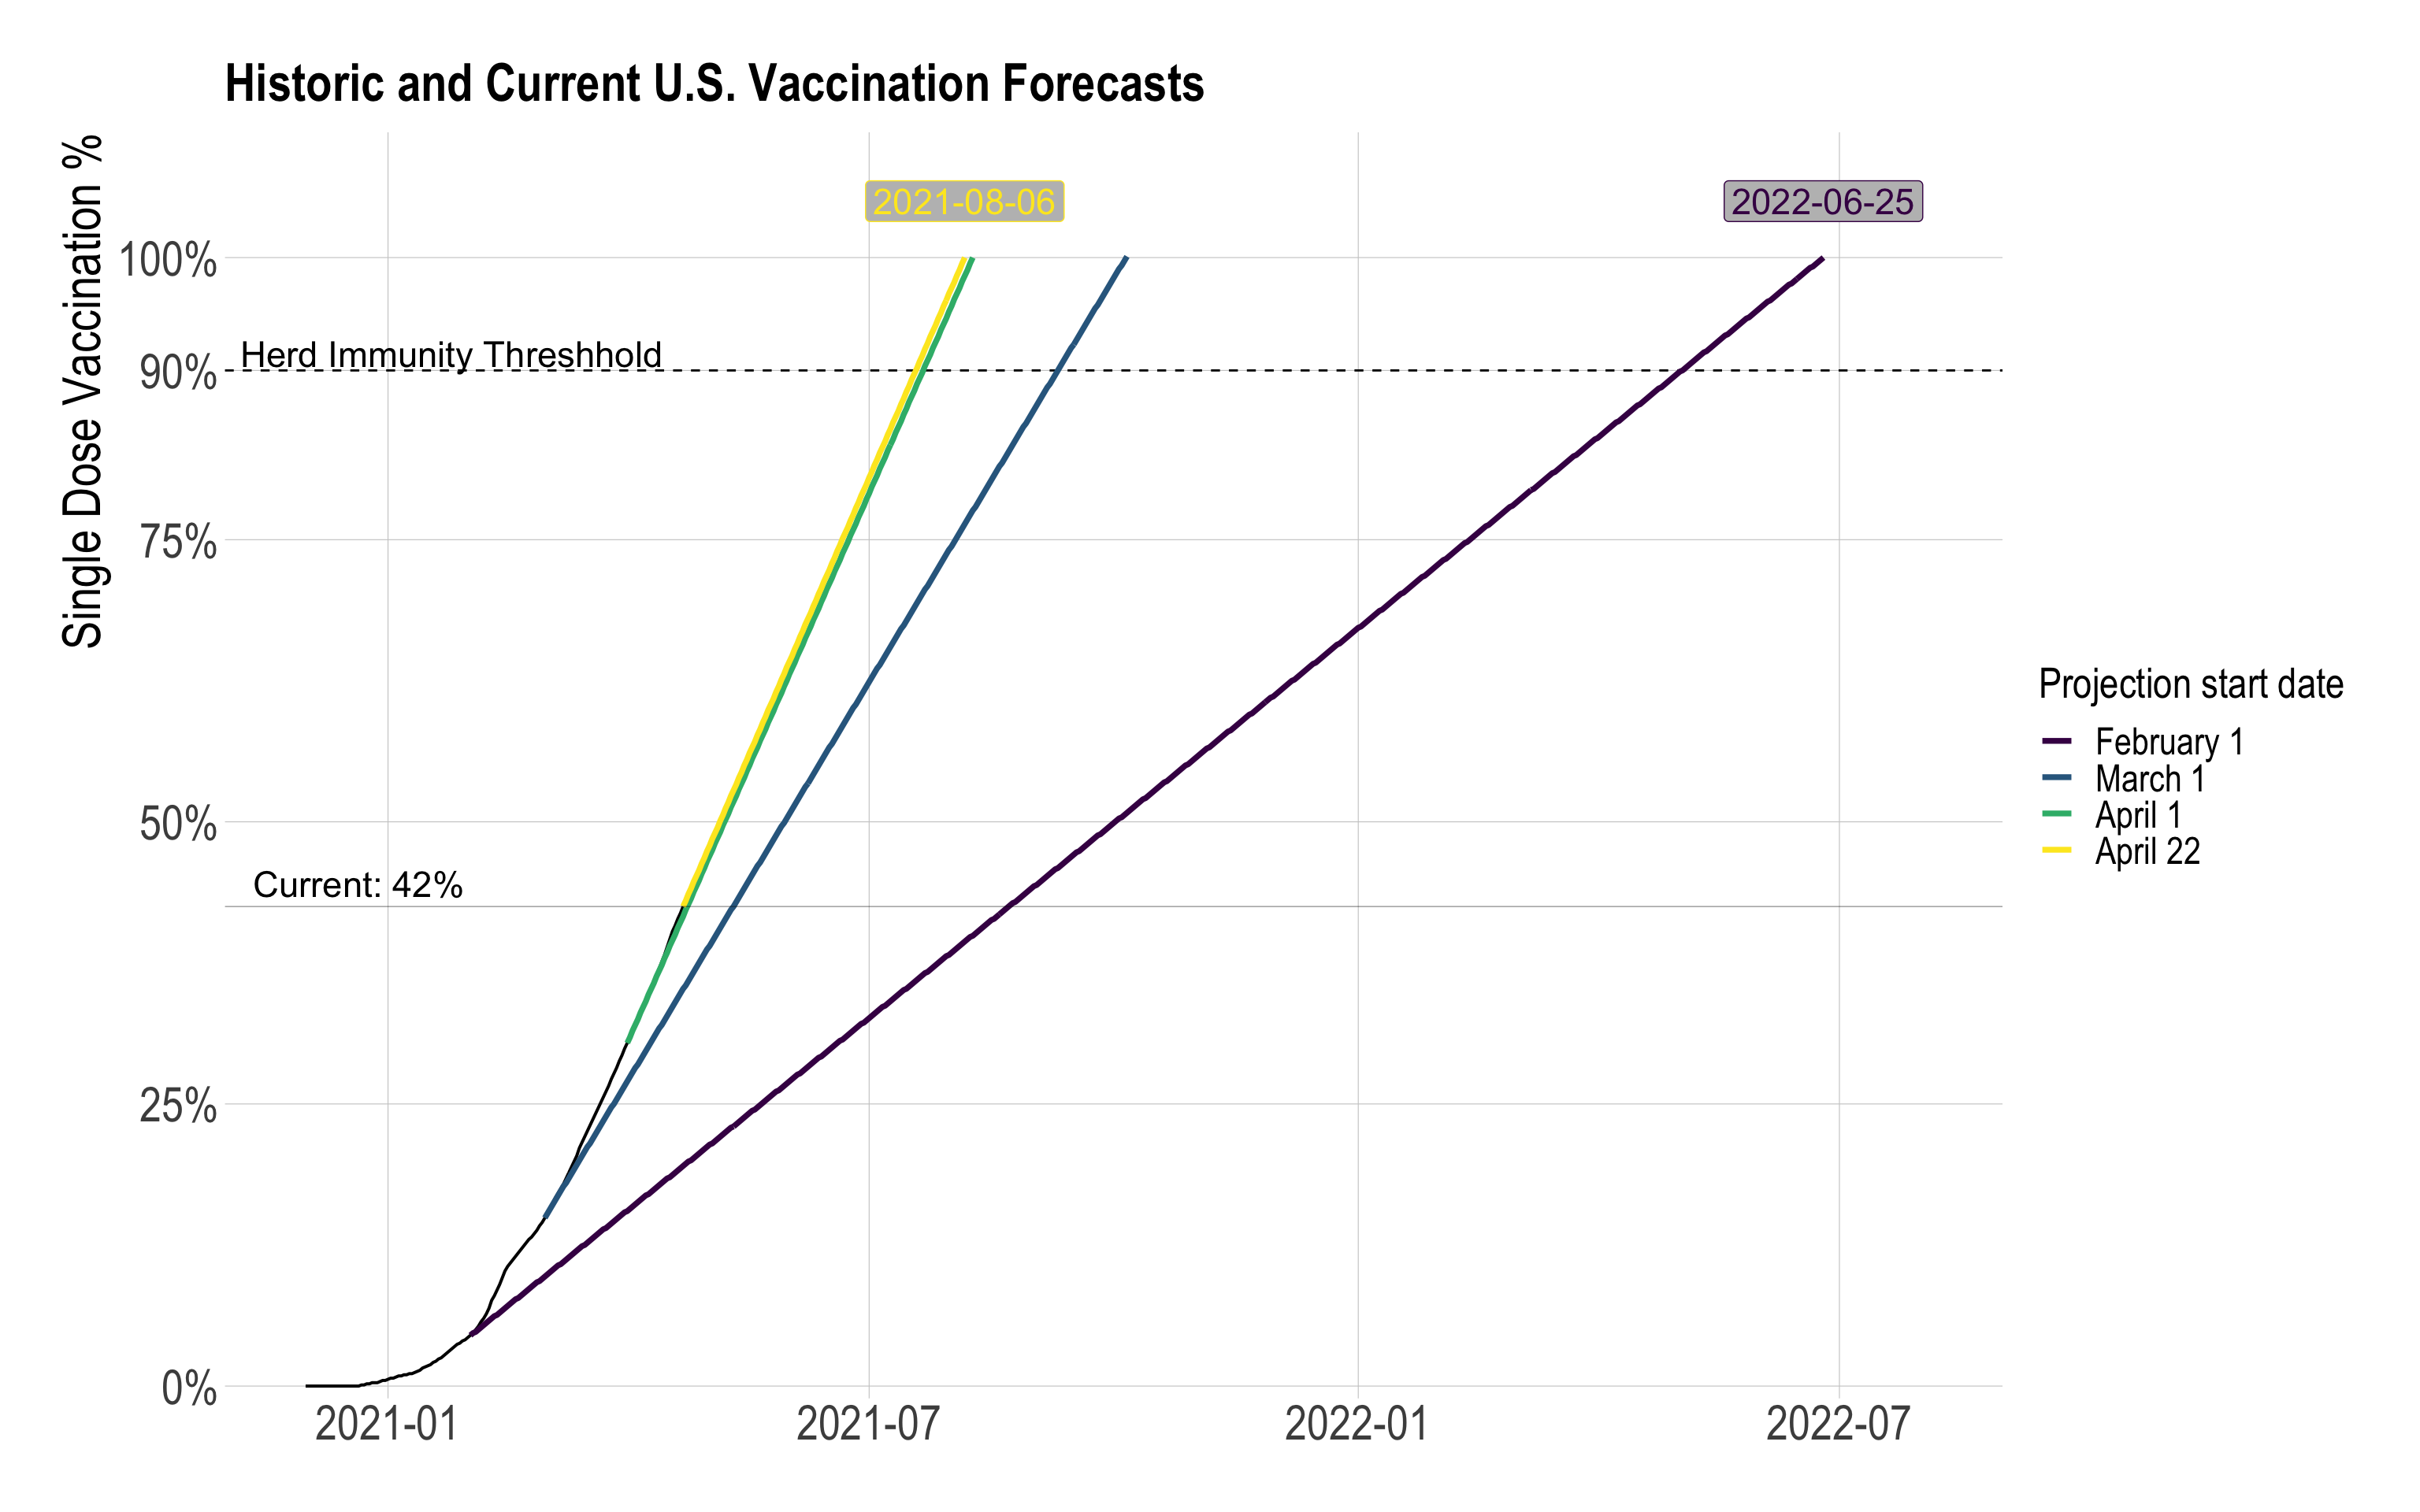 Historic and Current U.S. Vaccination Forecasts
Single Dose Vaccination %
2021-08-06
2022-06-25
100%
Herd Immunity Threshhold
90%
75%
50%
Current: 42%
25%
0%
2021-01
2021-07
2022-01
2022-07
Projection start date
February 1
March 1
April 1
April 22